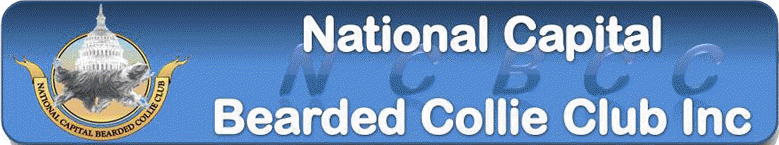 National Capital
N C B C C
Bearded Collie Club Inc
NATIONAL CAPITAL BEARDED COLLIE CLUB